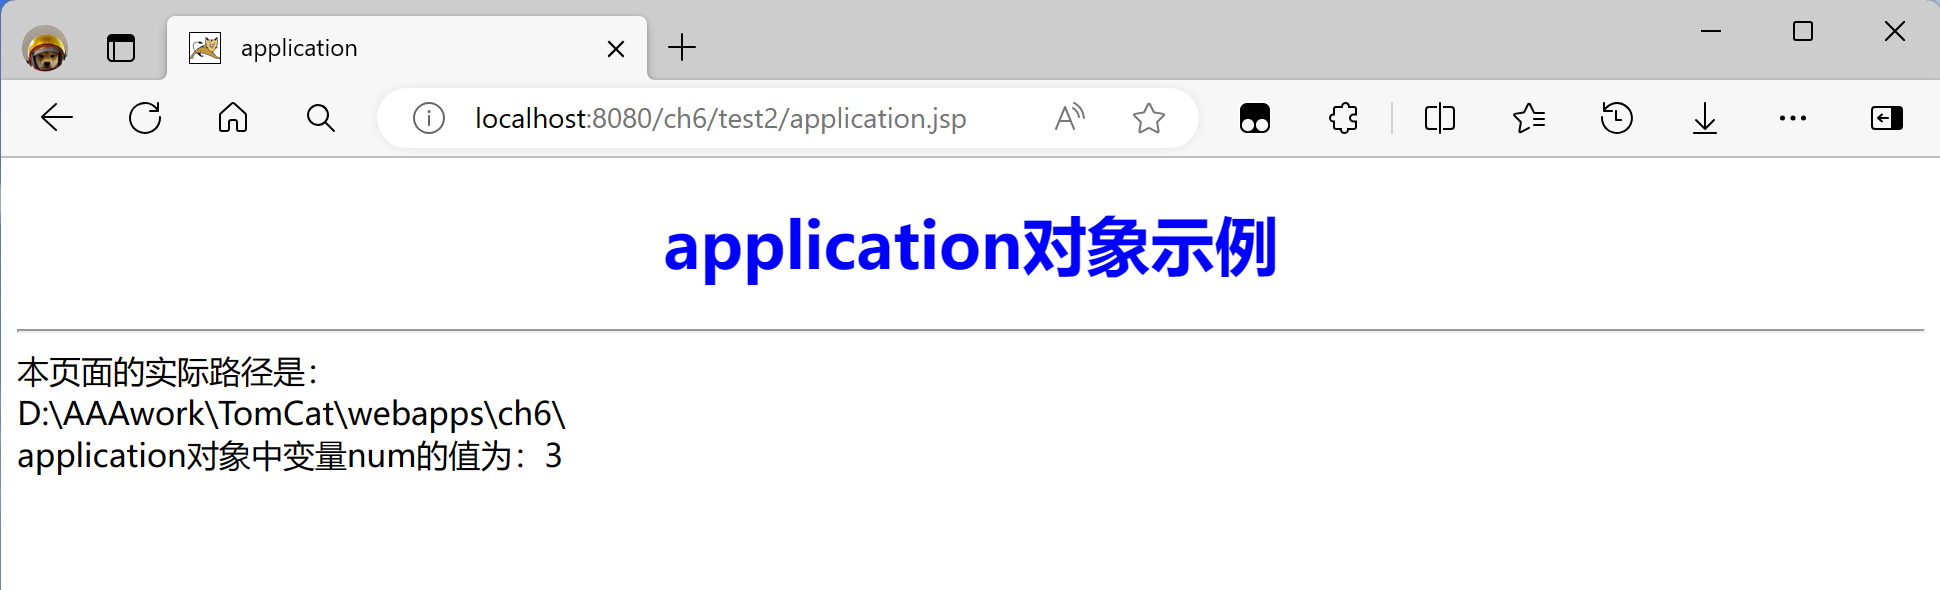 application
localhost:8080/ch6/test2/application.jsp
application对象示例
本页面的实际路径是：
D:\AAAwork\TomCat\webapps\ch6\
application对象中变量num的值为：3